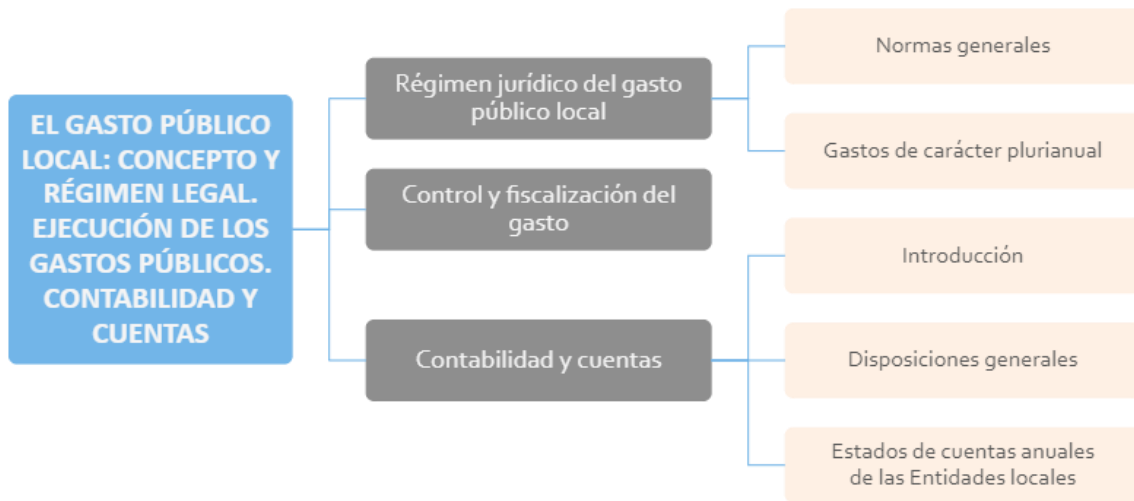 EL GASTO PÚBLICO
LOCAL: CONCEPTO Y
RÉGIMEN LEGAL.
EJECUCIÓN DE LOS
GASTOS PÚBLICOS.
CONTABILIDAD Y
CUENTAS
Régimen jurídico del gasto
público local
Normas generales
Gastos de carácter plurianual
Control y fiscalización del
gasto
Contabilidad y cuentas
Introducción
Disposiciones generales
Estados de cuentas anuales
de las Entidades locales